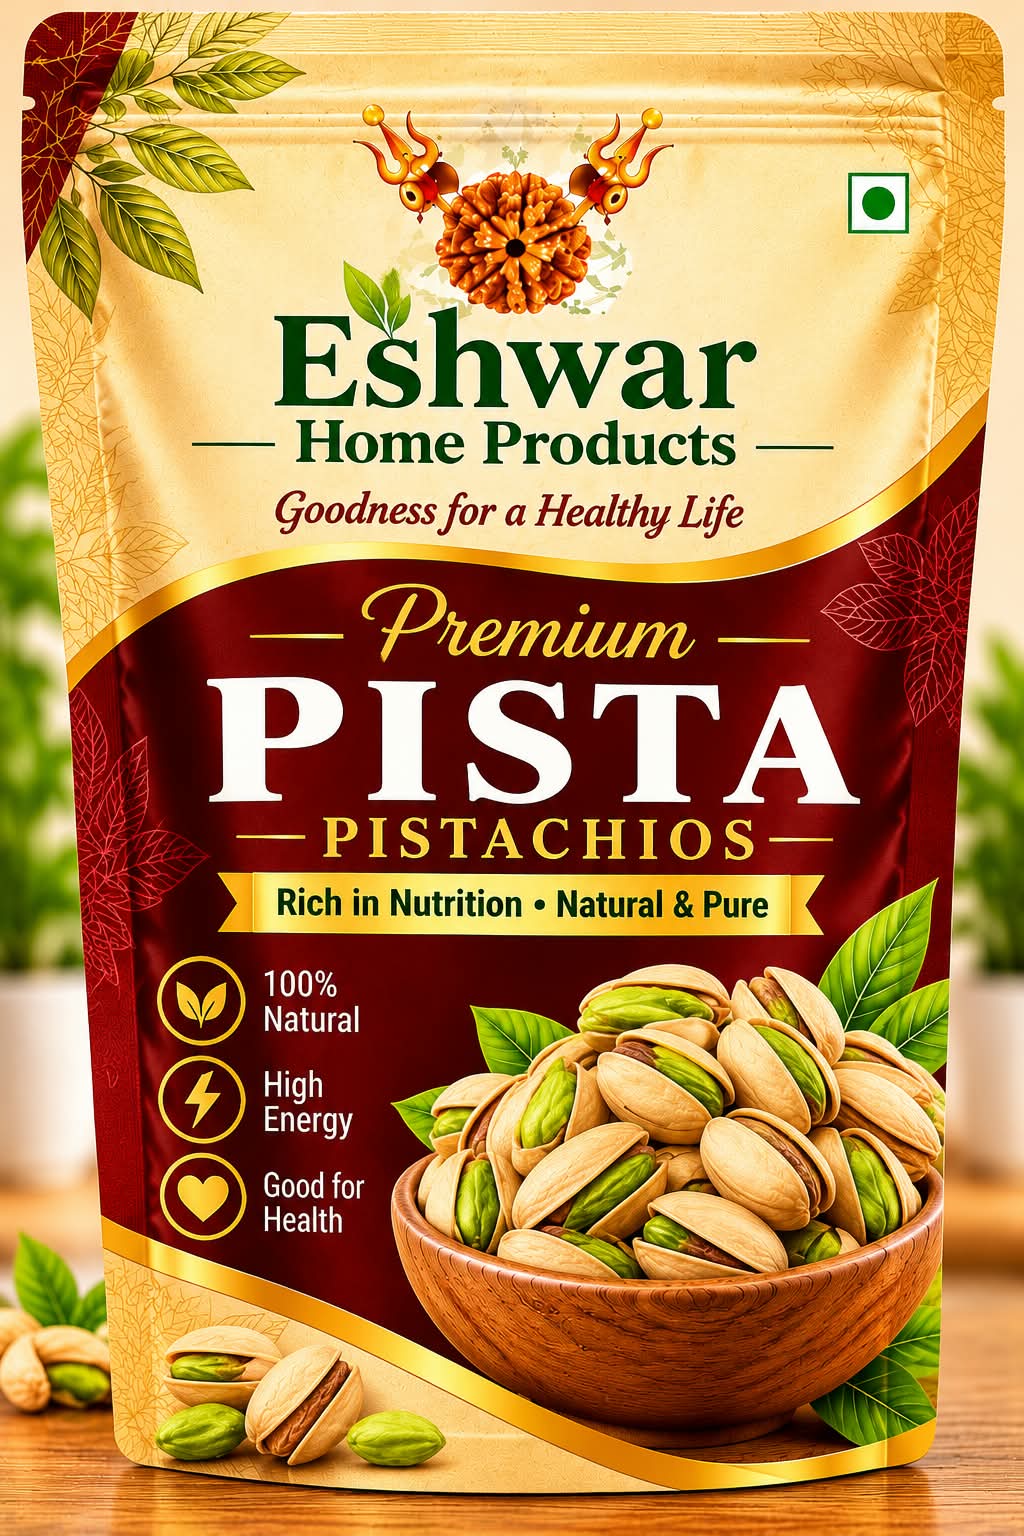 Eshwar
Home Products
Goodness for a Healthy Life
Premium
PISTA
PISTACHIOS
Rich in Nutrition • Natural & Pure
100%
Natural
High
Energy
Good for
Health